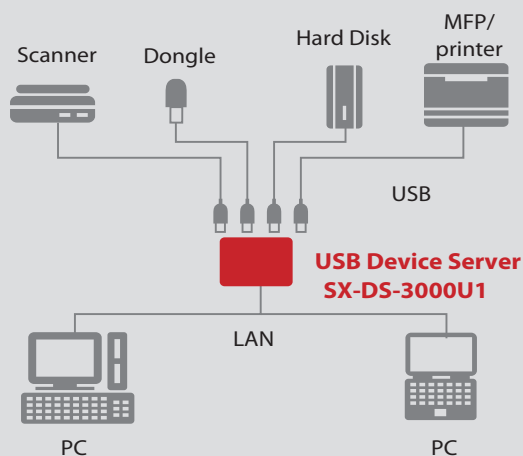 Scanner
Dongle
Hard Disk
MFP/
printer
USB
USB Device Server
SX-DS-3000U1
LAN
PC
PC